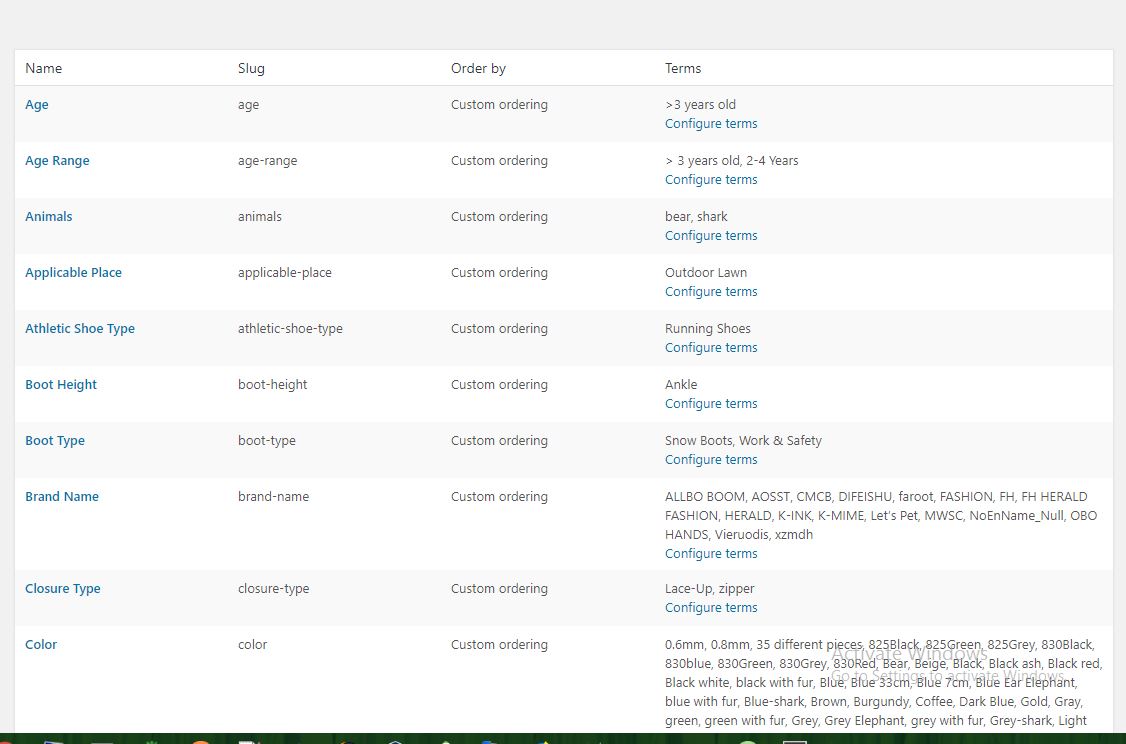 Name Slug Order by Terms
Age age Custom ordering >3 years old
Configure terms
Age Range age-range Custom ordering > 3 years old, 2-4 Years
Configure terms
Animals animals Custom ordering bear, shark
Configure terms
Applicable Place applicable-place Custom ordering Outdoor Lawn
Configure terms
Athletic Shoe Type athletic-shoe-type Custom ordering Running Shoes
Configure terms
Boot Height boot-height Custom ordering Ankle
Configure terms
Boot Type boot-type Custom ordering Snow Boots, Work & Safety
Configure terms
Brand Name brand-name Custom ordering ALLBO BOOM, AOSST, CMCB, DIFEISHU, faroot, FASHION, FH, FH HERALD
FASHION, HERALD, K-INK, K-MIME, Let's Pet, MWSC, NoEnName_Null, OBO
HANDS, Vieruodis, xzmdh
Configure terms
Closure Type closure-type Custom ordering Lace-Up, zipper
Configure terms
Color color Custom ordering 0.6mm, 0.8mm, 35 different pieces, 825Black, 825Green, 825Grey, 830Black,
830blue, 830Green, 830Grey, 830Red, Bear, Beige, Black, Black ash, Black red,
Black white, black with fur, Blue, Blue 33cm, Blue 7cm, Blue Ear Elephant,
blue with fur, Blue-shark, Brown, Burgundy, Coffee, Dark Blue, Gold, Gray,
green, green with fur, Grey, Grey Elephant, grey with fur, Grey-shark, Light
Activate Windows
Go to Settings to activate Windows.